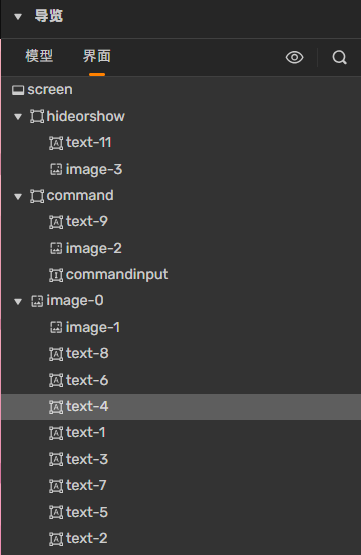 导览
模型 界面
screen
hideorshow
text-11
image-3
command
text-9
image-2
commandinput
image-0
image-1
text-8
text-6
text-4
text-1
text-3
text-7
text-5
text-2